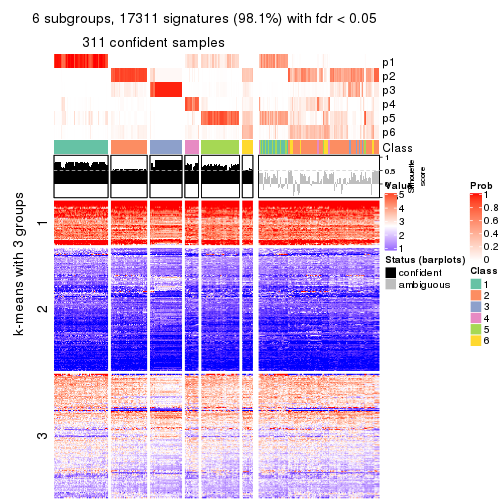 6 subgroups, 17311 signatures (98.1%) with fdr < 0.05
311 confident samples
p1
p2
p3
p4
p5
p6
Class
1
0.5
0
Silhouette
score
k-means with 3 groups
1
2
3
Value
5
4
3
2
1
Status (barplots)
confident
ambiguous
Prob
1
0.8
0.6
0.4
0.2
0
Class
1
2
3
4
5
6